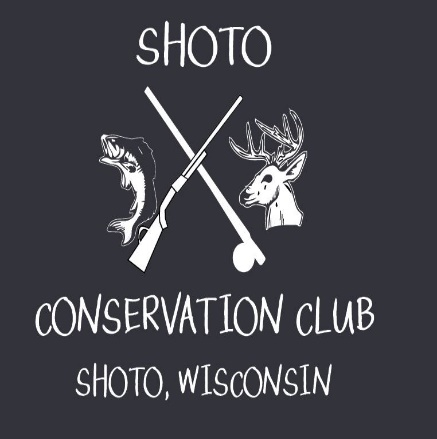 SHOTO
CONSERVATION CLUB
SHOTO, WISCONSIN